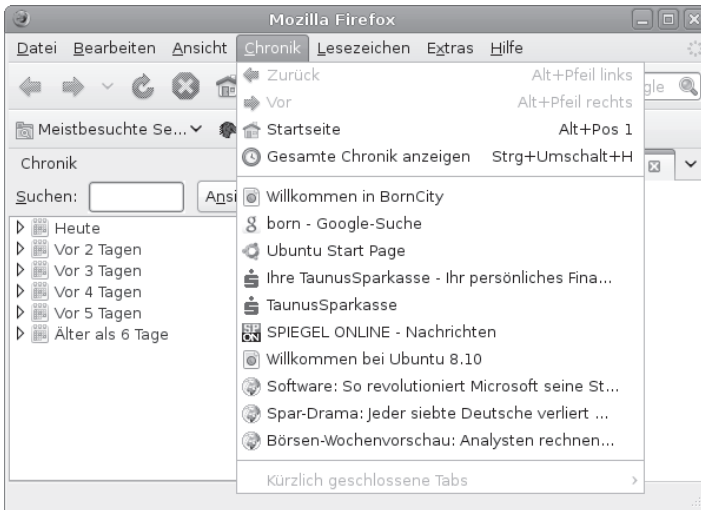 Mozilla Firefox
Datei Bearbeiten Ansicht Chronik Lesezeichen Extras Hilfe
Zurück Alt+Pfeil links
Vor Alt+Pfeil rechts
gle
Startseite Alt+Pos 1
Meistbesuchte Se...
Gesamte Chronik anzeigen Strg+Umschalt+H
Chronik
Suchen: Ansi
Willkommen in BornCity
born - Google-Suche
Ubuntu Start Page
Ihre TaunusSparkasse - Ihr persönliches Fina...
TaunusSparkasse
SPIEGEL ONLINE - Nachrichten
Willkommen bei Ubuntu 8.10
Software: So revolutioniert Microsoft seine St...
Spar-Drama: Jeder siebte Deutsche verliert ...
Börsen-Wochenvorschau: Analysten rechnen...
Kürzlich geschlossene Tabs
Heute
Vor 2 Tagen
Vor 3 Tagen
Vor 4 Tagen
Vor 5 Tagen
Älter als 6 Tage